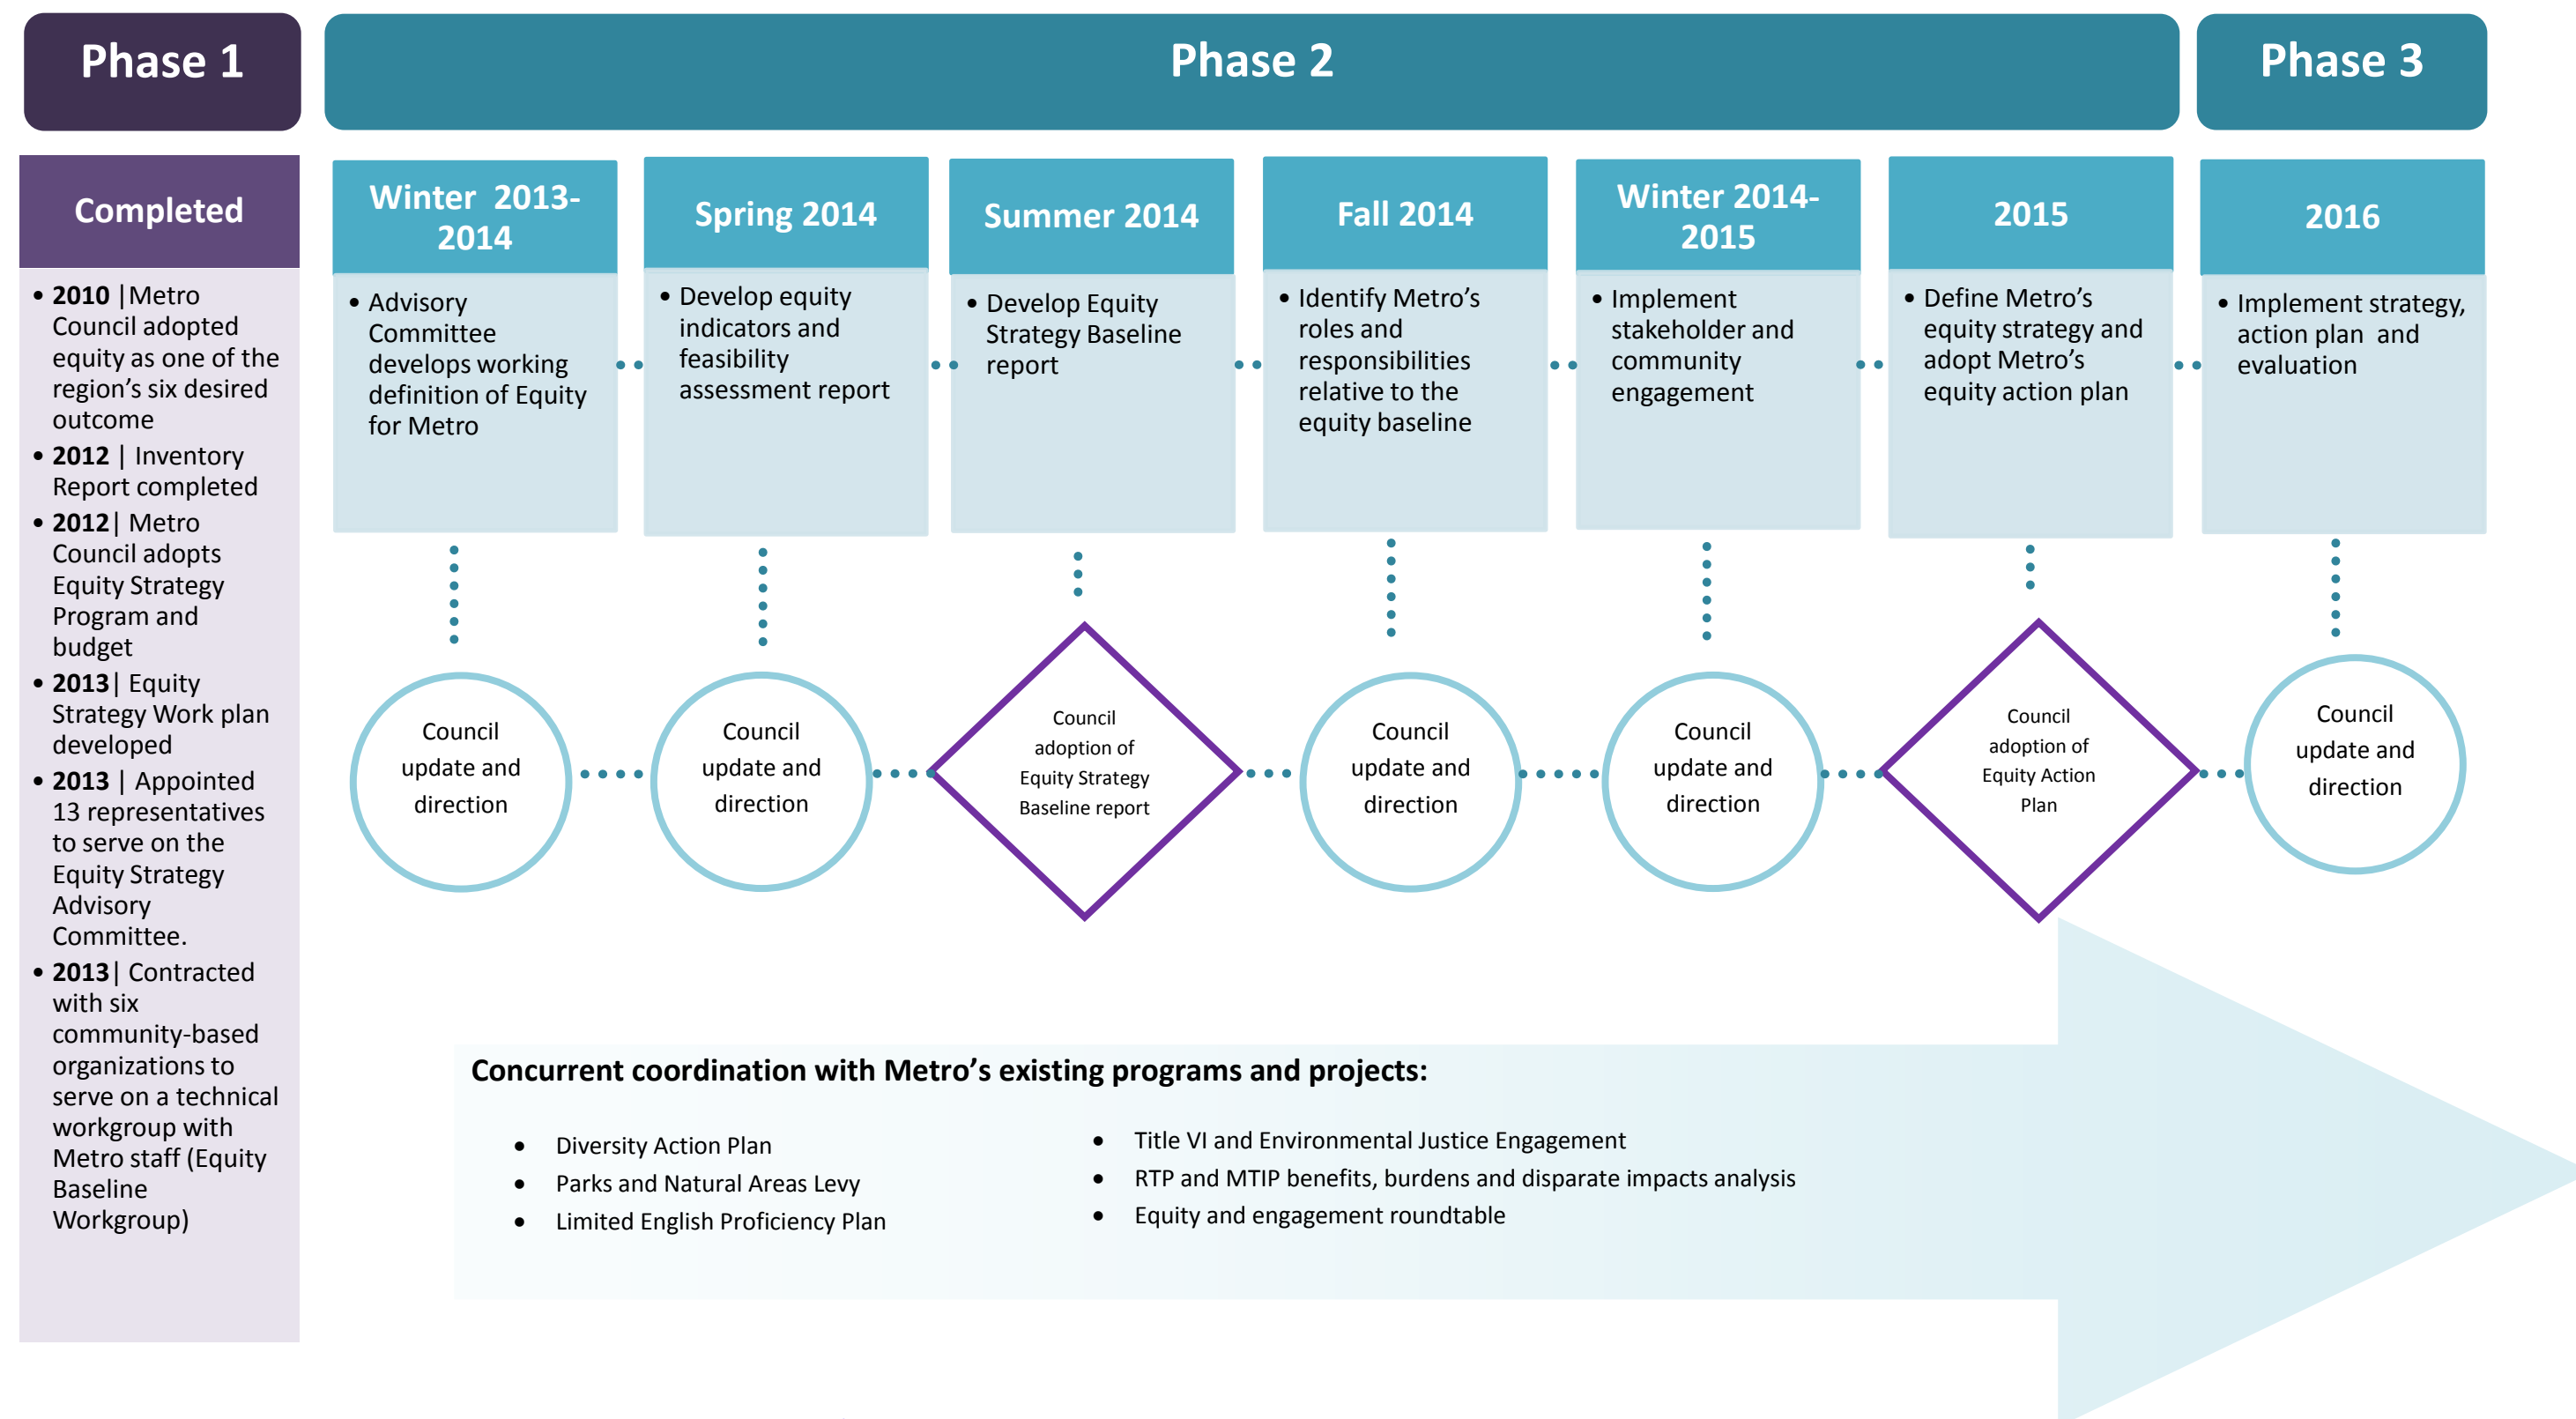 Phase 1
Phase 2
Phase 3
Completed
• 2010 |Metro
Council adopted
equity as one of the
region’s six desired
outcome
• 2012 | Inventory
Report completed
• 2012| Metro
Council adopts
Equity Strategy
Program and
budget
• 2013| Equity
Strategy Work plan
developed
• 2013 | Appointed
13 representatives
to serve on the
Equity Strategy
Advisory
Committee.
• 2013| Contracted
with six
community-based
organizations to
serve on a technical
workgroup with
Metro staff (Equity
Baseline
Workgroup)
Winter 2013-
2014
• Advisory
Committee
develops working
definition of Equity
for Metro
Spring 2014
• Develop equity
indicators and
feasibility
assessment report
Summer 2014
• Develop Equity
Strategy Baseline
report
Fall 2014
• Identify Metro’s
roles and
responsibilities
relative to the
equity baseline
Winter 2014-
2015
• Implement
stakeholder and
community
engagement
2015
• Define Metro’s
equity strategy and
adopt Metro’s
equity action plan
2016
• Implement strategy,
action plan and
evaluation
Council
update and
direction
Council
update and
direction
Council
adoption of
Equity Strategy
Baseline report
Council
update and
direction
Council
update and
direction
Council
adoption of
Equity Action
Plan
Council
update and
direction
Concurrent coordination with Metro’s existing programs and projects:
• Diversity Action Plan
• Parks and Natural Areas Levy
• Limited English Proficiency Plan
• Title VI and Environmental Justice Engagement
• RTP and MTIP benefits, burdens and disparate impacts analysis
• Equity and engagement roundtable